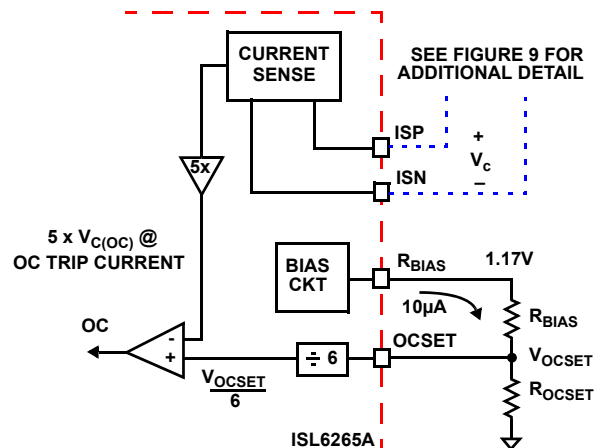 CURRENT
SENSE
SEE FIGURE 9 FOR
ADDITIONAL DETAIL
ISP
+
Vc
–
ISN
5x
5 x VC(OC) @
OC TRIP CURRENT
BIAS
CKT
RBIAS
1.17V
10µA
RBIAS
OC
-
+
VOCSET
6
÷ 6
OCSET
VOCSET
ROCSET
ISL6265A